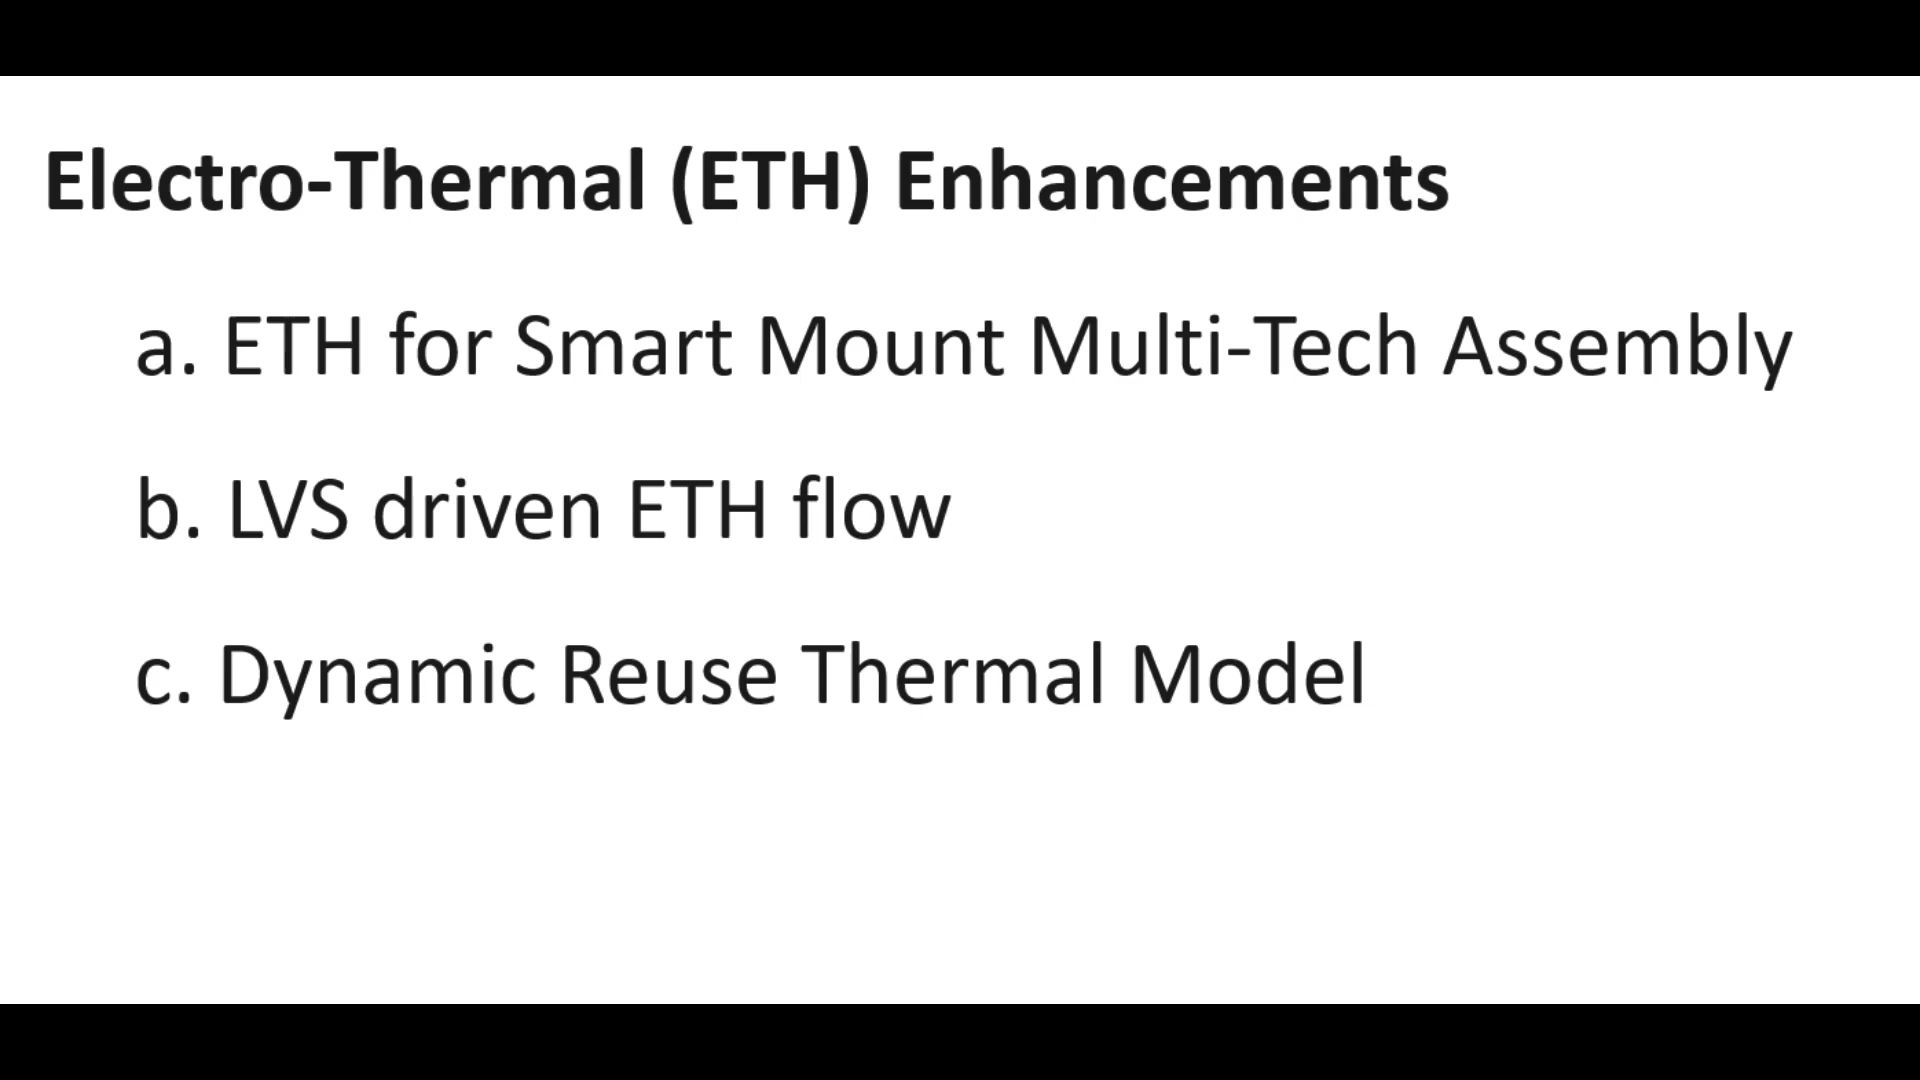 Electro-Thermal (ETH) Enhancements
a. ETH for Smart Mount Multi-Tech Assembly
b. LVS driven ETH flow
c. Dynamic Reuse Thermal Model